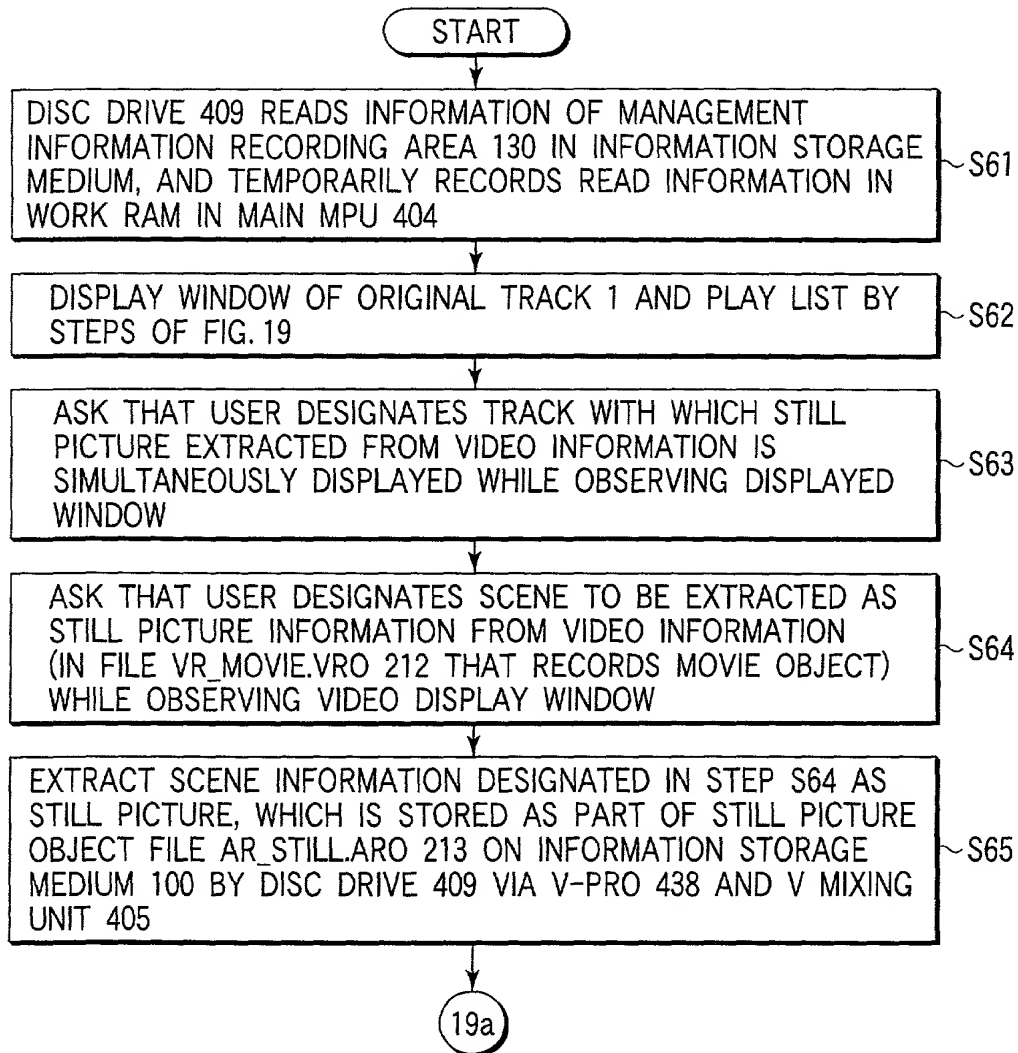 START
DISC DRIVE 409 READS INFORMATION OF MANAGEMENT
INFORMATION RECORDING AREA 130 IN INFORMATION STORAGE
MEDIUM, AND TEMPORARILY RECORDS READ INFORMATION IN
WORK RAM IN MAIN MPU 404
S61
DISPLAY WINDOW OF ORIGINAL TRACK 1 AND PLAY LIST BY
STEPS OF FIG. 19
S62
ASK THAT USER DESIGNATES TRACK WITH WHICH STILL
PICTURE EXTRACTED FROM VIDEO INFORMATION IS
SIMULTANEOUSLY DISPLAYED WHILE OBSERVING DISPLAYED
WINDOW
S63
ASK THAT USER DESIGNATES SCENE TO BE EXTRACTED AS
STILL PICTURE INFORMATION FROM VIDEO INFORMATION
(IN FILE VR_MOVIE.VRO 212 THAT RECORDS MOVIE OBJECT)
WHILE OBSERVING VIDEO DISPLAY WINDOW
S64
EXTRACT SCENE INFORMATION DESIGNATED IN STEP S64 AS
STILL PICTURE, WHICH IS STORED AS PART OF STILL PICTURE
OBJECT FILE AR_STILL.ARO 213 ON INFORMATION STORAGE
MEDIUM 100 BY DISC DRIVE 409 VIA V-PRO 438 AND V MIXING
UNIT 405
S65
19a